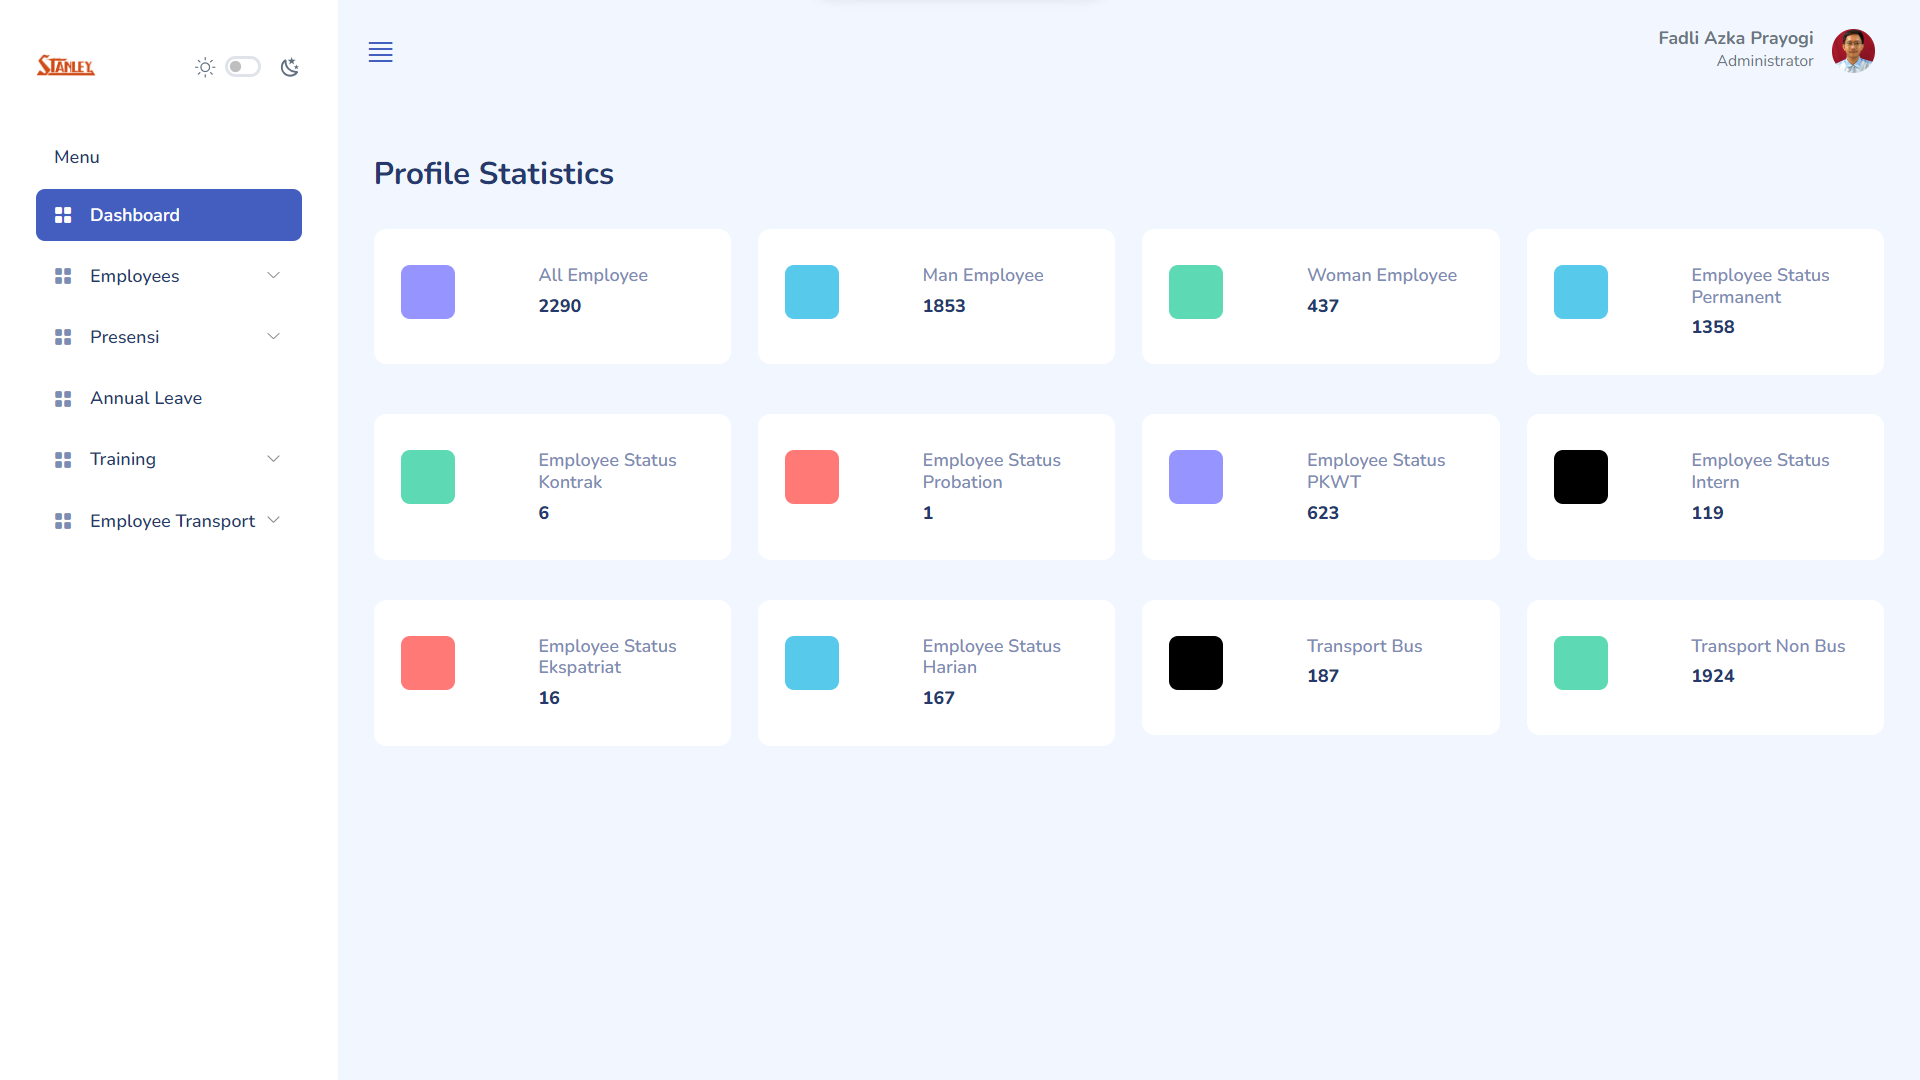 STANLEY
Fadli Azka Prayogi
Administrator
Menu
Dashboard
Employees
Presensi
Annual Leave
Training
Employee Transport
Profile Statistics
All Employee
2290
Man Employee
1853
Woman Employee
437
Employee Status
Permanent
1358
Employee Status
Kontrak
6
Employee Status
Probation
1
Employee Status
PKWT
623
Employee Status
Intern
119
Employee Status
Ekspatriat
16
Employee Status
Harian
167
Transport Bus
187
Transport Non Bus
1924